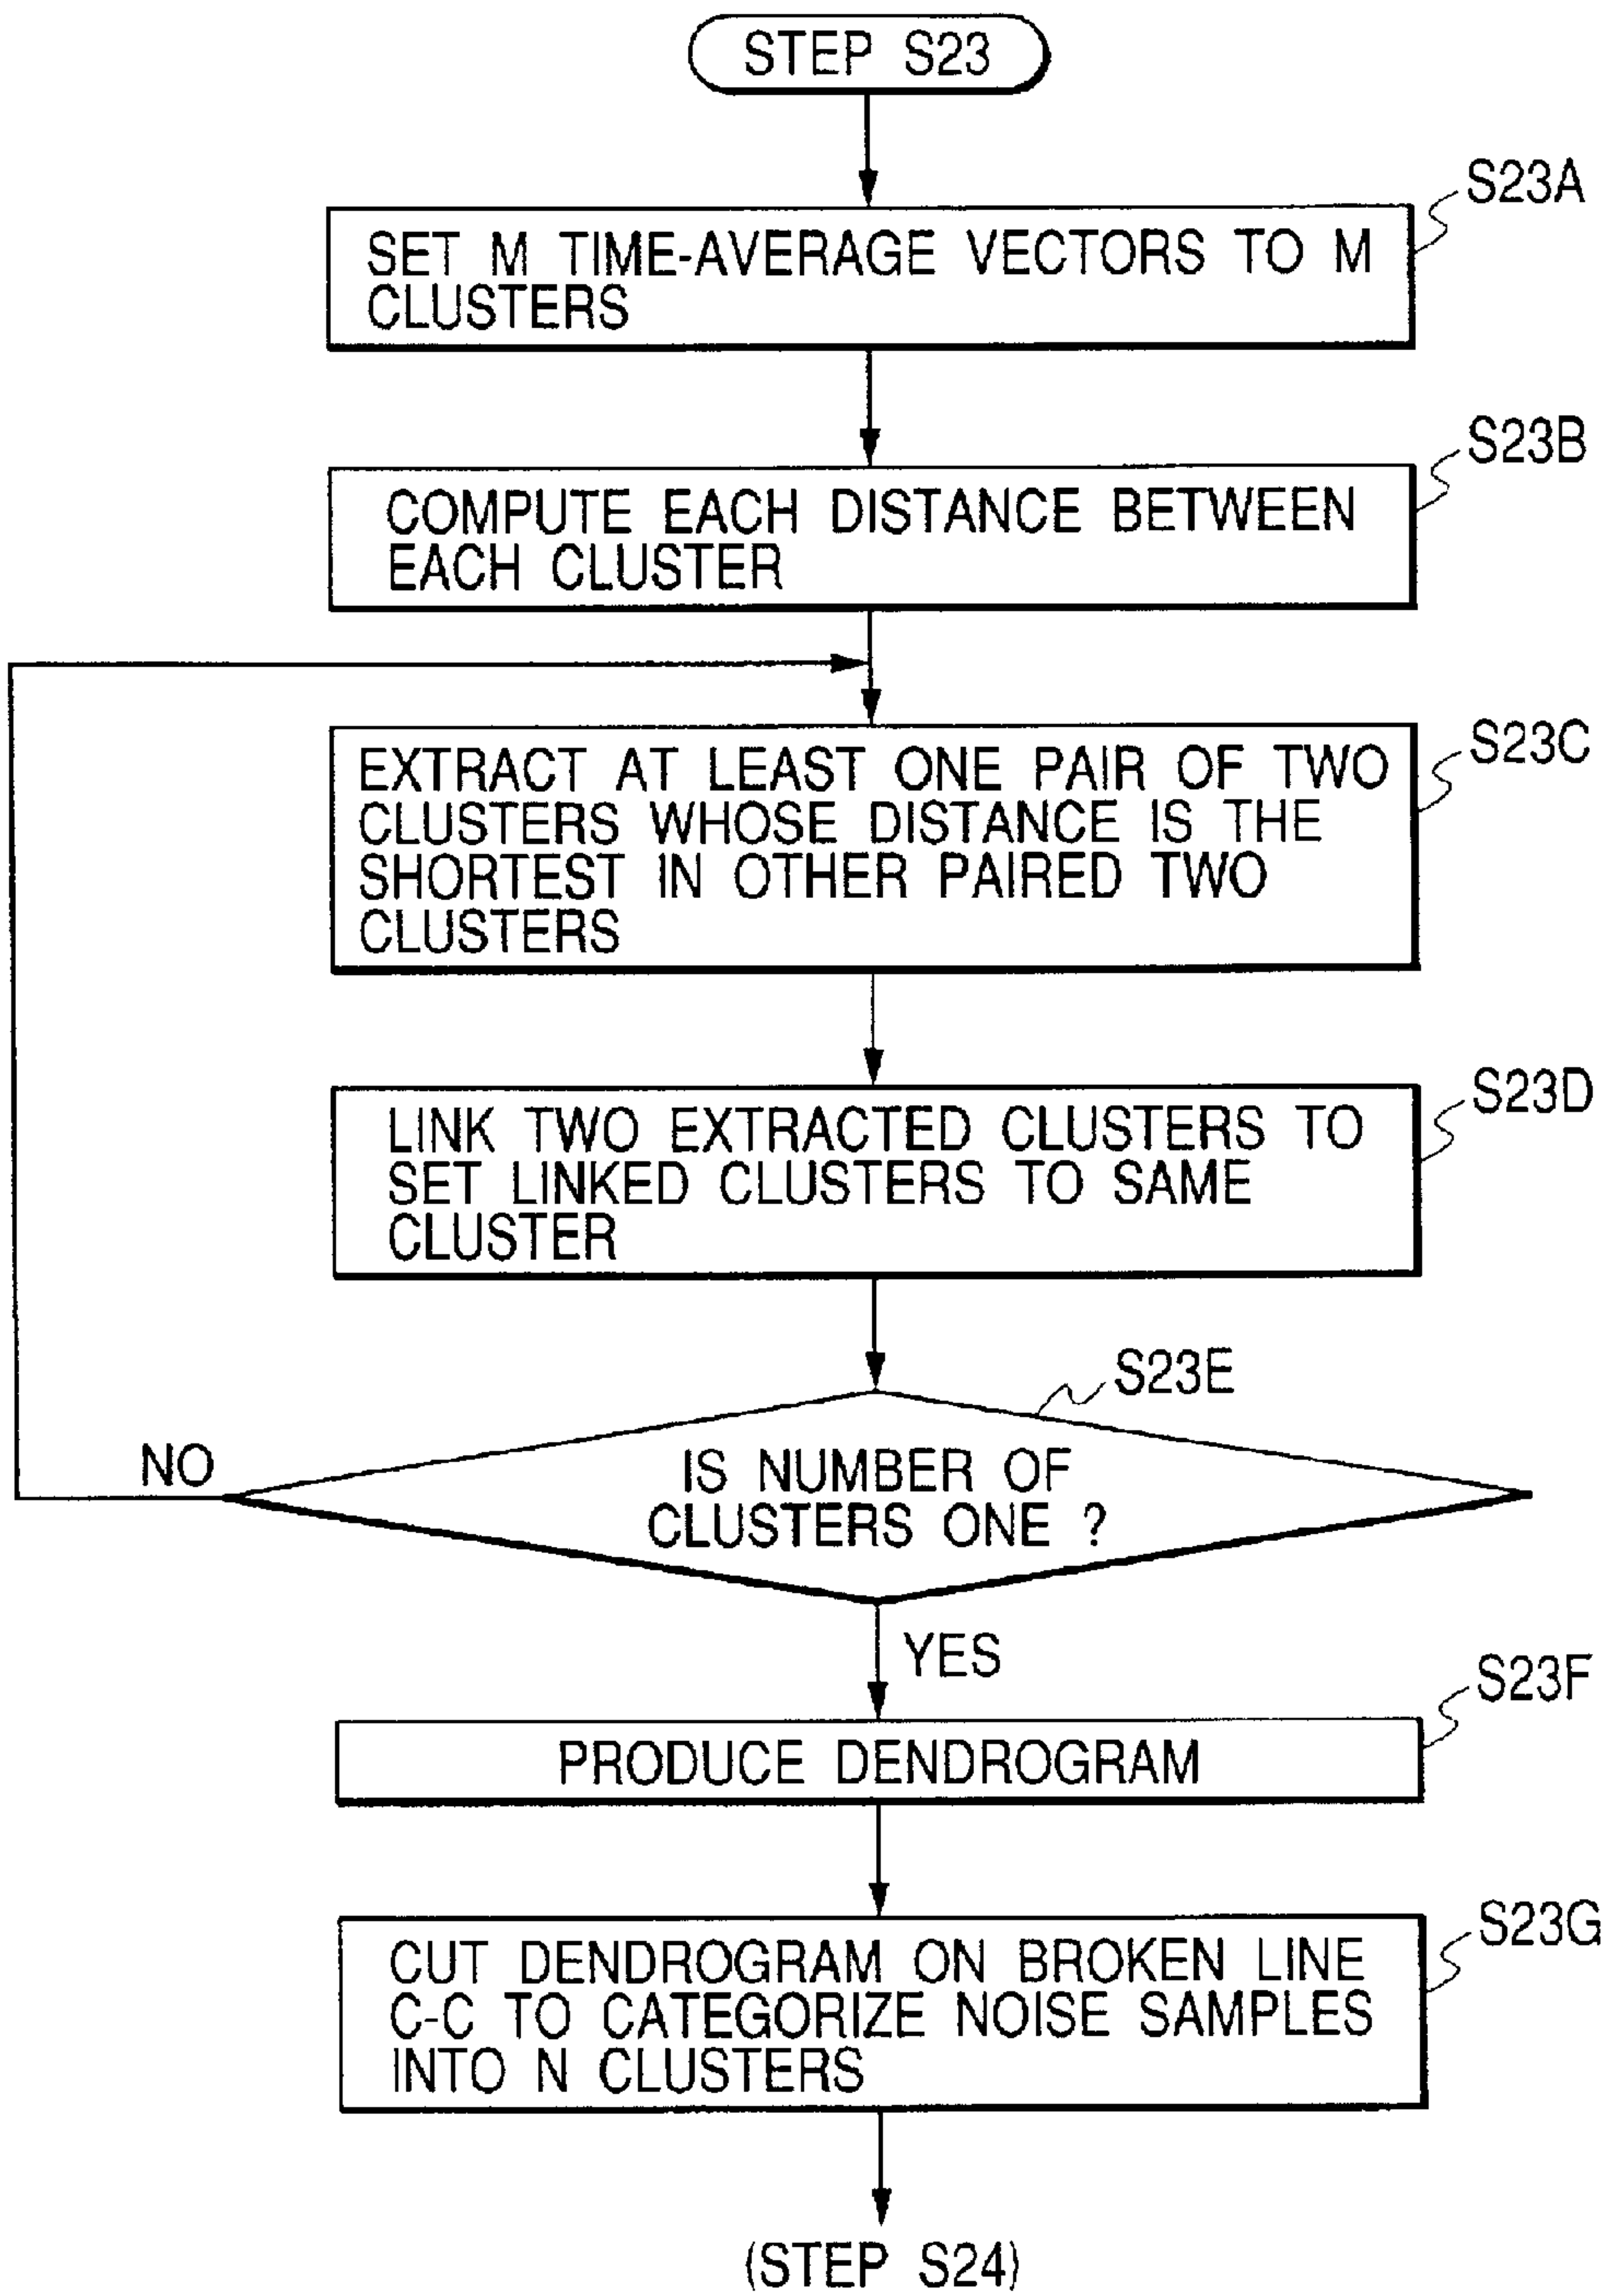 STEP S23
S23A
SET M TIME-AVERAGE VECTORS TO M
CLUSTERS
S23B
COMPUTE EACH DISTANCE BETWEEN
EACH CLUSTER
S23C
EXTRACT AT LEAST ONE PAIR OF TWO
CLUSTERS WHOSE DISTANCE IS THE
SHORTEST IN OTHER PAIRED TWO
CLUSTERS
S23D
LINK TWO EXTRACTED CLUSTERS TO
SET LINKED CLUSTERS TO SAME
CLUSTER
S23E
NO
IS NUMBER OF
CLUSTERS ONE ?
YES
S23F
PRODUCE DENDROGRAM
S23G
CUT DENDROGRAM ON BROKEN LINE
C-C TO CATEGORIZE NOISE SAMPLES
INTO N CLUSTERS
(STEP S24)